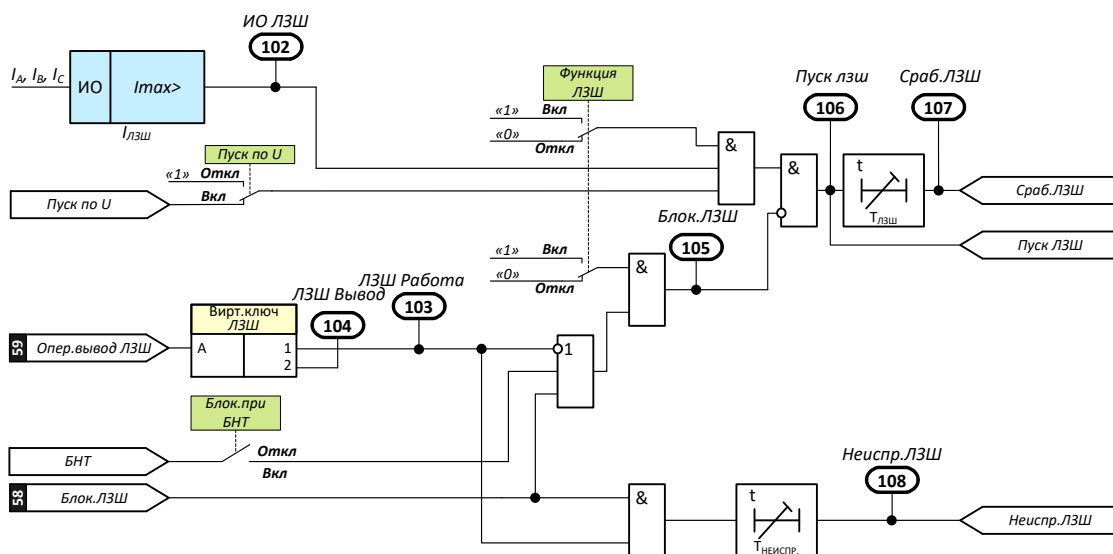 ИО ЛЗШ
102
I_A, I_B, I_C
ИО
Imax>
I_ЛЗШ
Функция
ЛЗШ
«1»
Вкл
«0»
Откл
&
&
Пуск лзш
106
Сраб.ЛЗШ
107
t
T_ЛЗШ
Сраб.ЛЗШ
Пуск ЛЗШ
Пуск по U
«1»
Откл
Вкл
Пуск по U
Блок.ЛЗШ
105
«1»
Вкл
«0»
Откл
&
ЛЗШ Работа
103
ЛЗШ Вывод
104
59
Опер.вывод ЛЗШ
Вирт.ключ
ЛЗШ
A
1
2
1
Блок.при
БНТ
БНТ
Откл
Вкл
58
Блок.ЛЗШ
&
t
T_НЕИСПР.
Неиспр.ЛЗШ
108
Неиспр.ЛЗШ